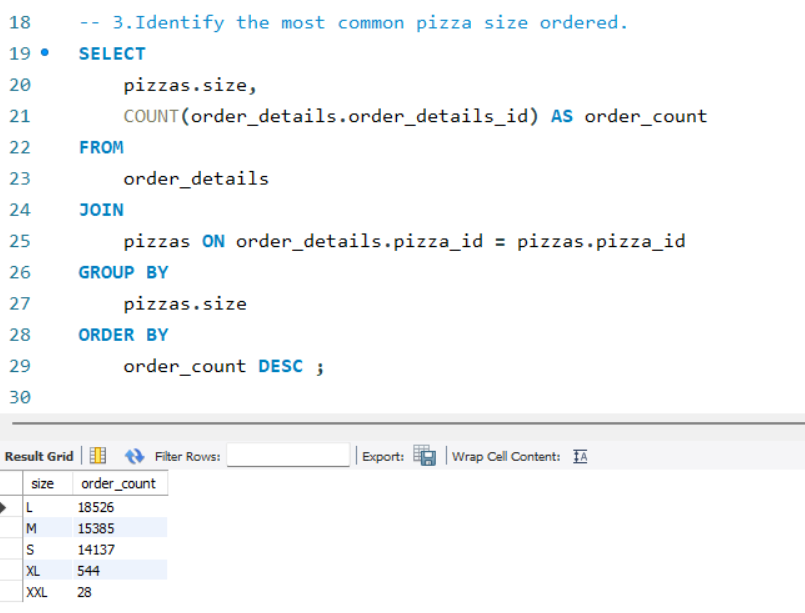 18 -- 3.Identify the most common pizza size ordered.
19 SELECT
20 pizzas.size,
21 COUNT(order_details.order_details_id) AS order_count
22 FROM
23 order_details
24 JOIN
25 pizzas ON order_details.pizza_id = pizzas.pizza_id
26 GROUP BY
27 pizzas.size
28 ORDER BY
29 order_count DESC ;
30
Result Grid Filter Rows: Export: Wrap Cell Content: IA
size order_count
L 18526
M 15385
S 14137
XL 544
XXL 28